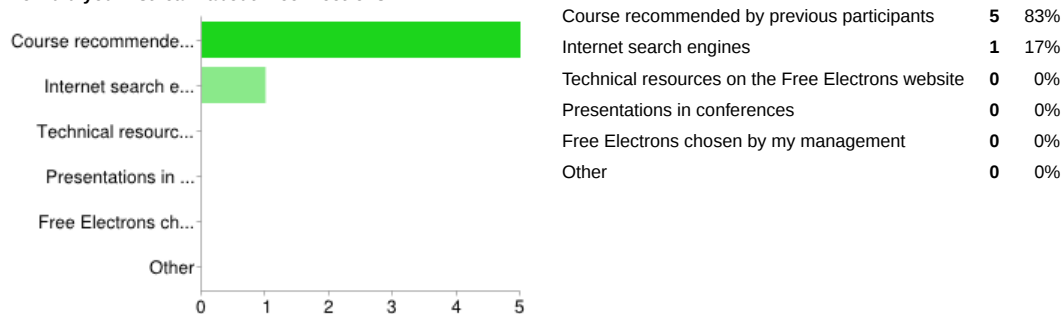 Course recommende...
Internet search e...
Technical resourc...
Presentations in ...
Free Electrons ch...
Other
0 1 2 3 4 5
Course recommended by previous participants 5 83%
Internet search engines 1 17%
Technical resources on the Free Electrons website 0 0%
Presentations in conferences 0 0%
Free Electrons chosen by my management 0 0%
Other 0 0%